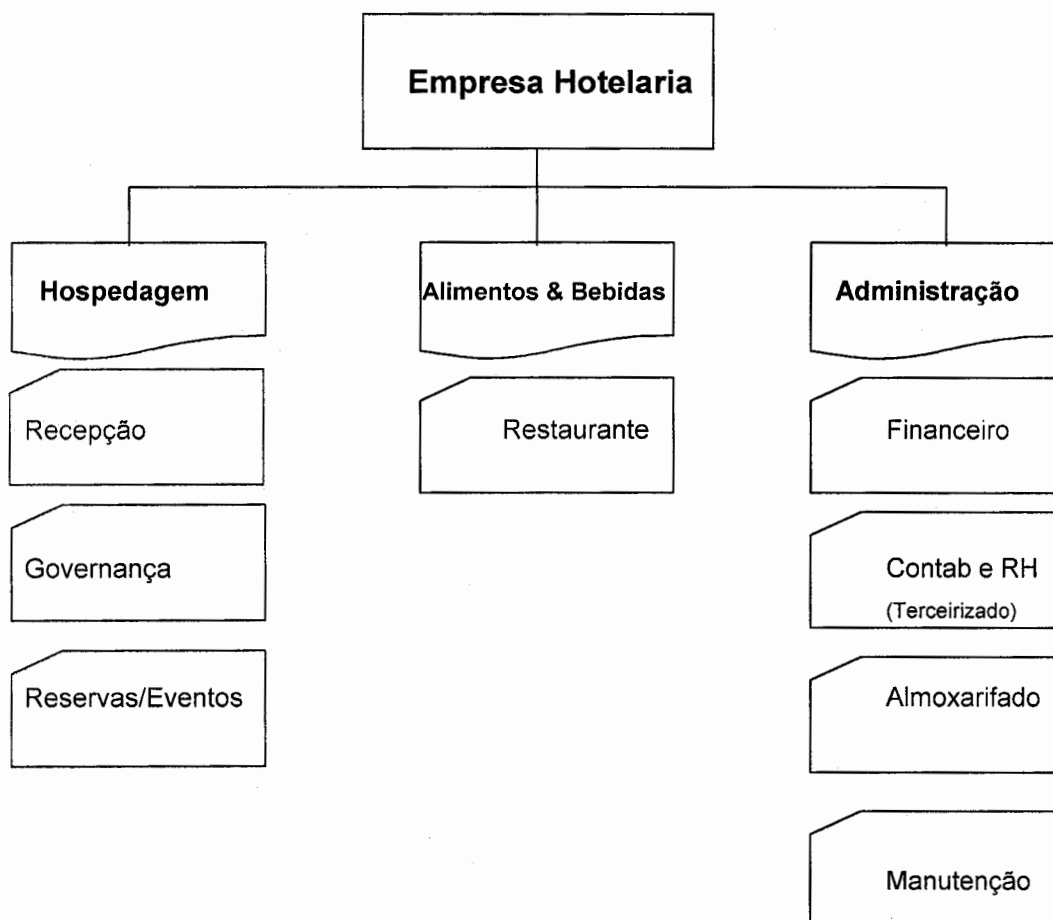 Empresa Hotelaria
Hospedagem
Recepção
Governança
Reservas/Eventos
Alimentos & Bebidas
Restaurante
Administração
Financeiro
Contab e RH
(Terceirizado)
Almoxarifado
Manutenção